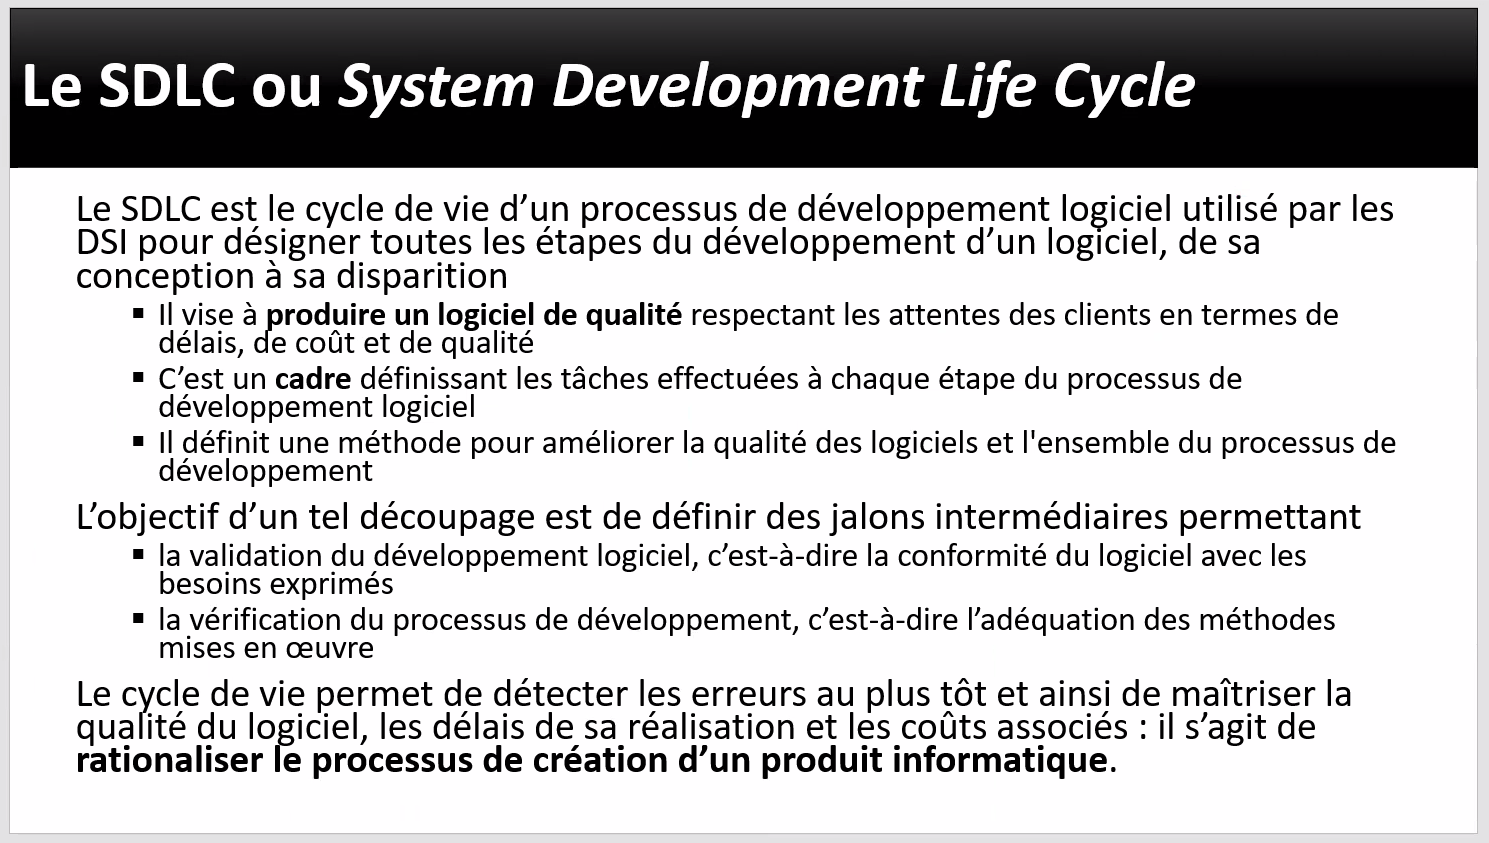 Le SDLC ou System Development Life Cycle
Le SDLC est le cycle de vie d’un processus de développement logiciel utilisé par les
DSI pour désigner toutes les étapes du développement d’un logiciel, de sa
conception à sa disparition
▪ Il vise à produire un logiciel de qualité respectant les attentes des clients en termes de
délais, de coût et de qualité
▪ C’est un cadre définissant les tâches effectuées à chaque étape du processus de
développement logiciel
▪ Il définit une méthode pour améliorer la qualité des logiciels et l'ensemble du processus de
développement
L’objectif d’un tel découpage est de définir des jalons intermédiaires permettant
▪ la validation du développement logiciel, c’est-à-dire la conformité du logiciel avec les
besoins exprimés
▪ la vérification du processus de développement, c’est-à-dire l’adéquation des méthodes
mises en œuvre
Le cycle de vie permet de détecter les erreurs au plus tôt et ainsi de maîtriser la
qualité du logiciel, les délais de sa réalisation et les coûts associés : il s’agit de
rationaliser le processus de création d’un produit informatique.